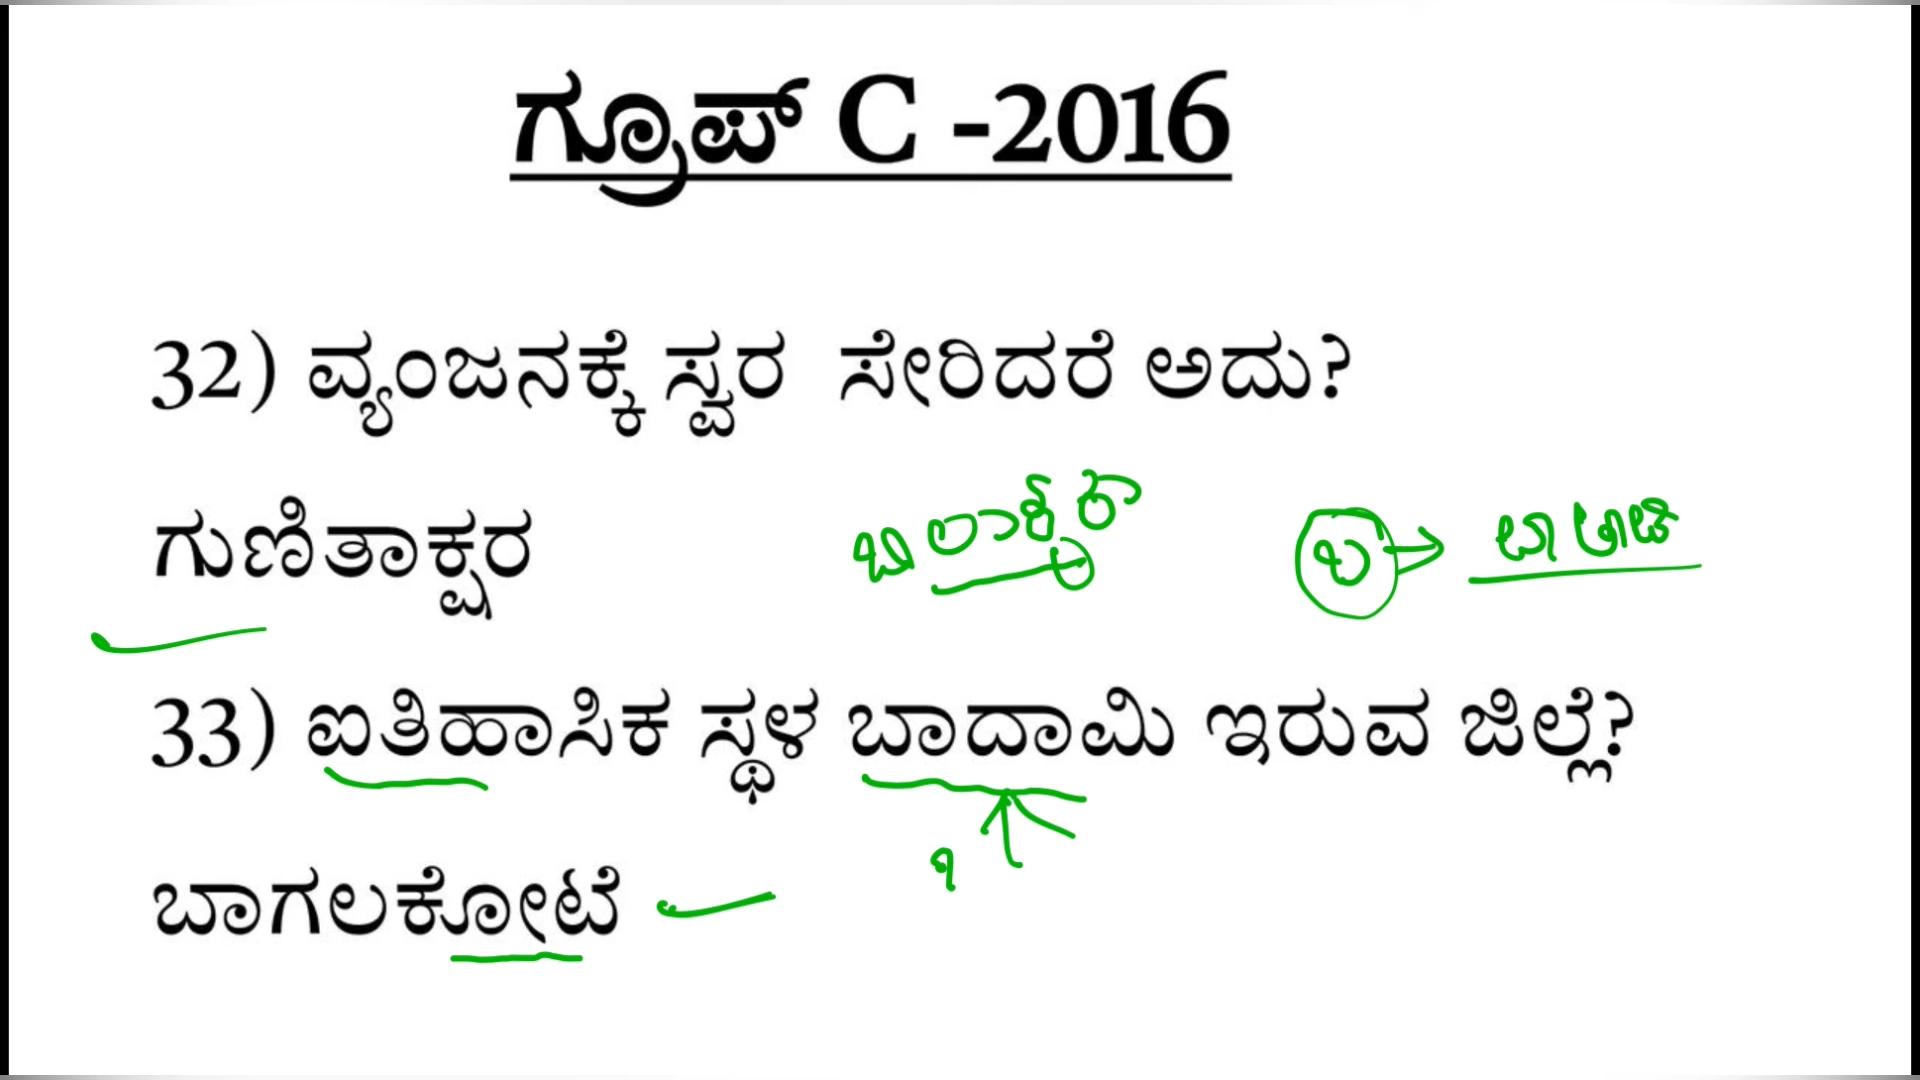 ಗ್ರೂಪ್ C -2016
32) ವ್ಯಂಜನಕ್ಕೆ ಸ್ವರ ಸೇರಿದರೆ ಅದು?
ಗುಣಿತಾಕ್ಷರ
33) ಐತಿಹಾಸಿಕ ಸ್ಥಳ ಬಾದಾಮಿ ಇರುವ ಜಿಲ್ಲೆ?
ಬಾಗಲಕೋಟೆ